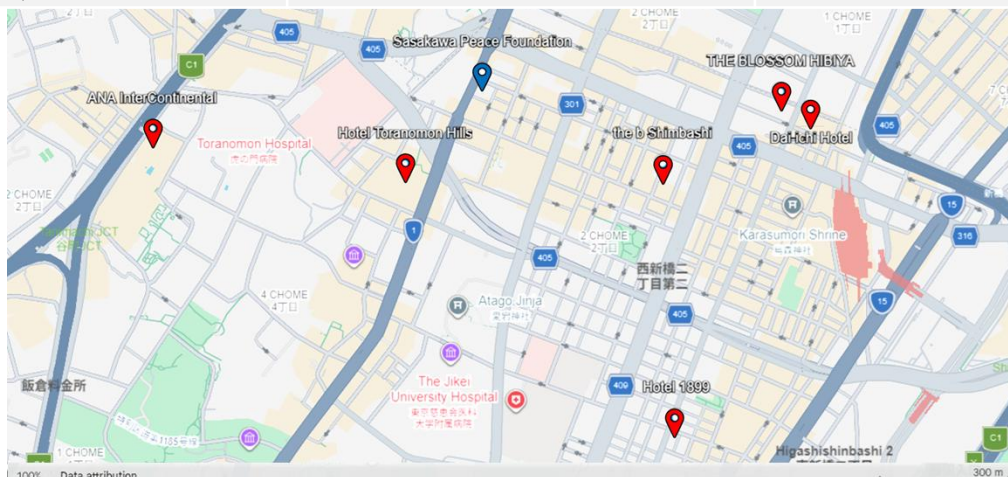 1 CHOME
1丁目
2 CHOME
2丁目
405
405
Sasakawa Peace Foundation
C1
THE BLOSSOM HIBIYA
ANA InterContinental
301
405
Hotel Toranomon Hills
the b Shimbashi
Dai-ichi Hotel
405
Toranomon Hospital
虎の門病院
2 CHOME
2丁目
15
1
2 CHOME
2丁目
Karasumori Shrine
烏森神社
316
405
西新橋二
丁目第二
4 CHOME
4丁目
Atago Jinja
愛宕神社
15
405
飯倉料金所
The Jikei
University Hospital
東京慈恵会医科
大学附属病院
409
Hotel 1899
1 CHOME
1丁目
Higashishinbashi 2
C1
100%
Data attribution
300 m